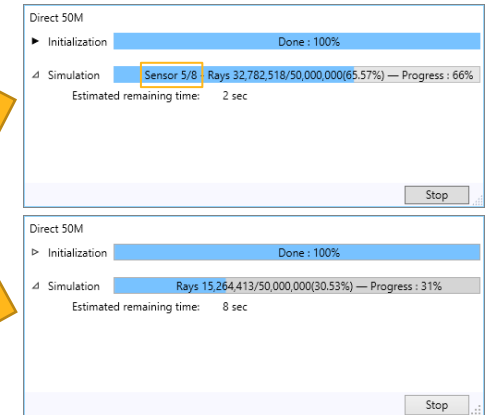 Direct 50M
Initialization Done : 100%
Simulation Sensor 5/8 - Rays 32,782,518/50,000,000(65.57%) — Progress : 66%
Estimated remaining time: 2 sec
Stop
Direct 50M
Initialization Done : 100%
Simulation Rays 15,264,413/50,000,000(30.53%) — Progress : 31%
Estimated remaining time: 8 sec
Stop